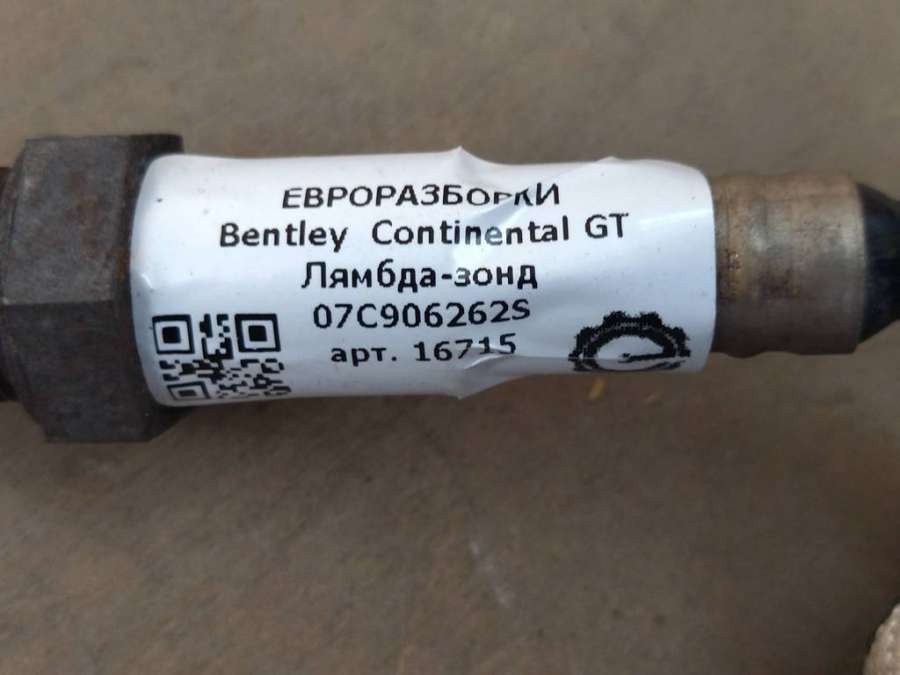 ЕВРОРАЗБОРКИ
Bentley Continental GT
Лямбда-зонд
07C906262S
арт. 16715